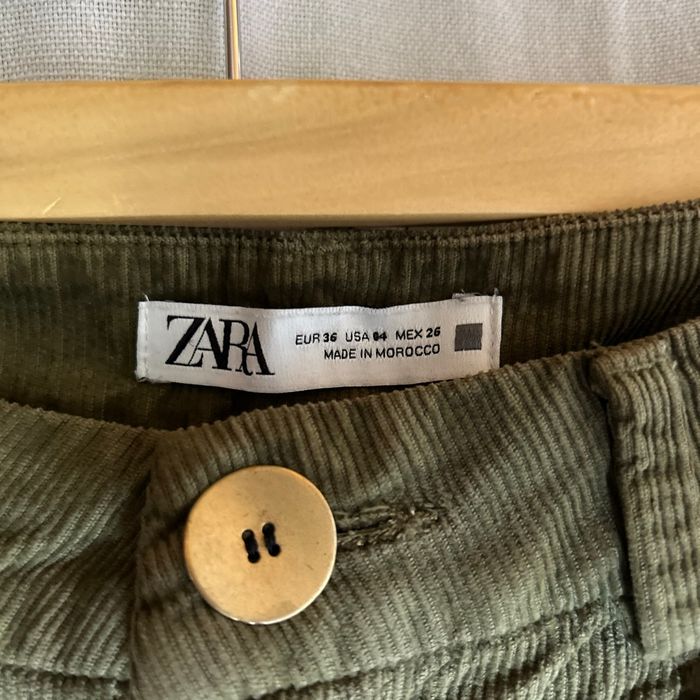 ZARA
EUR 36 USA 04 MEX 26
MADE IN MOROCCO